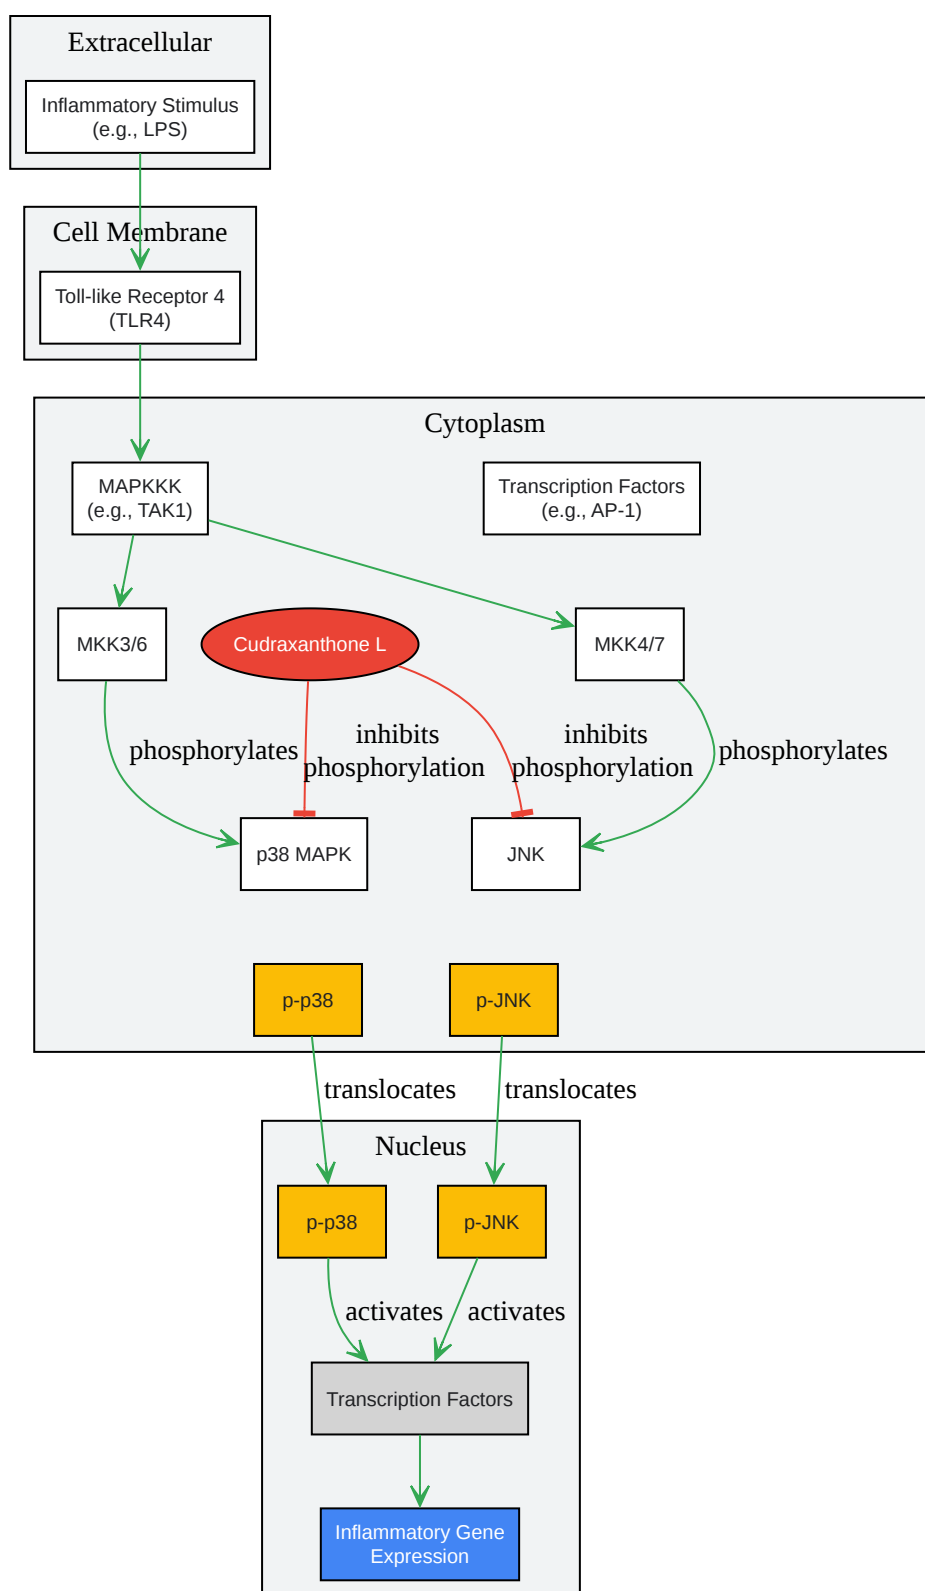 Extracellular
Inflammatory Stimulus
(e.g., LPS)
Cell Membrane
Toll-like Receptor 4
(TLR4)
Cytoplasm
MAPKKK
(e.g., TAK1)
Transcription Factors
(e.g., AP-1)
MKK3/6
Cudraxanthone L
MKK4/7
phosphorylates
inhibits
phosphorylation
inhibits
phosphorylation
phosphorylates
p38 MAPK
JNK
p-p38
p-JNK
translocates
translocates
Nucleus
p-p38
p-JNK
activates
activates
Transcription Factors
Inflammatory Gene
Expression